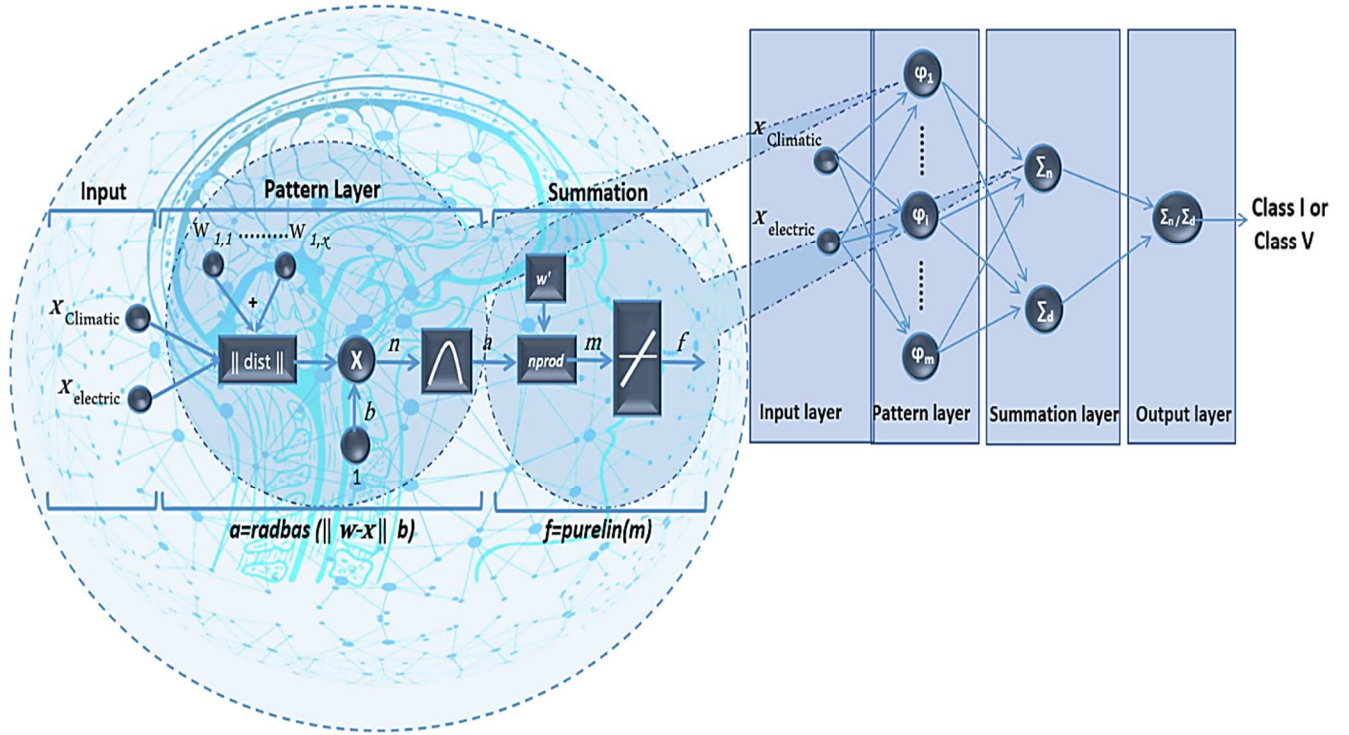 Input
Pattern Layer
Summation
W 1,1 ......... W 1,x
+
w'
X Climatic
X electric
|| dist ||
X
n
a
nprod
m
f
b
1
a=radbas (|| w-x || b)
f=purelin(m)
X Climatic
X electric
φ1
φi
φm
Σn
Σd
Σn / Σd
Class I or
Class V
Input layer
Pattern layer
Summation layer
Output layer